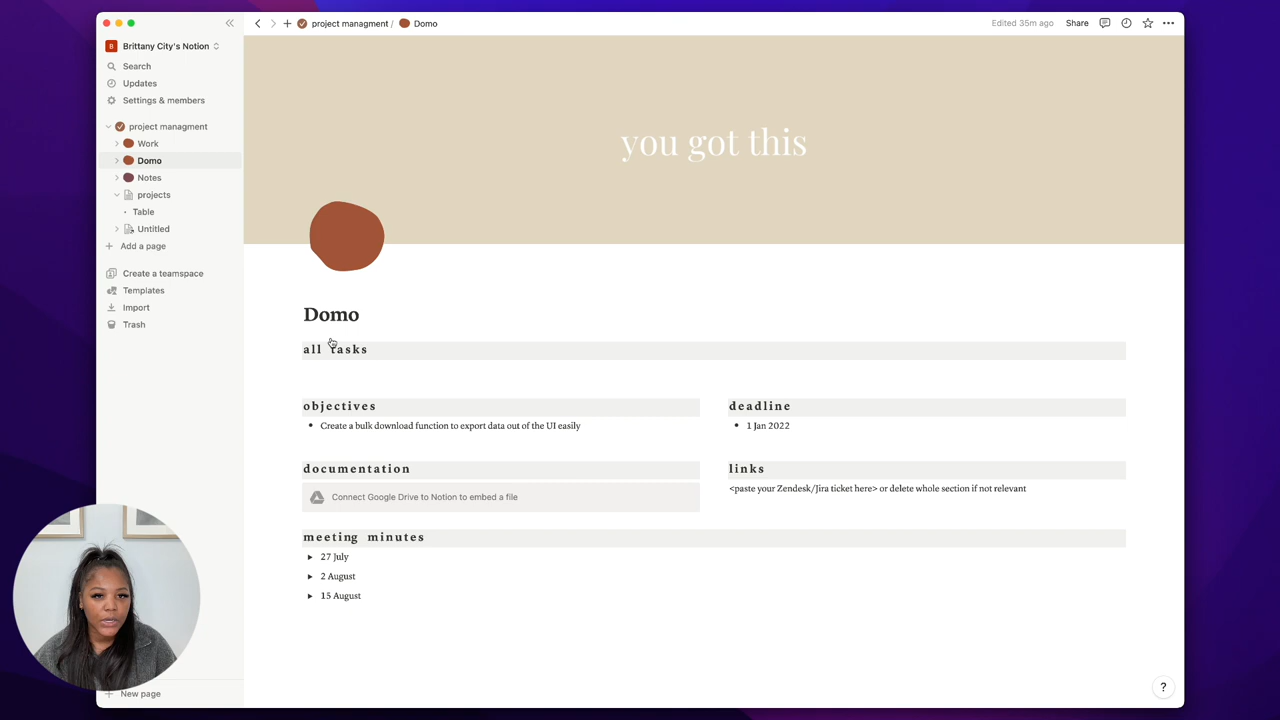 project managment / Domo
Edited 35m ago Share
B Brittany City's Notion
Search
Updates
Settings & members
project managment
Work
Domo
Notes
projects
Table
Untitled
Add a page
Create a teamspace
Templates
Import
Trash
New page
you got this
Domo
all tasks
objectives
Create a bulk download function to export data out of the UI easily
deadline
1 Jan 2022
documentation
Connect Google Drive to Notion to embed a file
links
<paste your Zendesk/Jira ticket here> or delete whole section if not relevant
meeting minutes
27 July
2 August
15 August
?